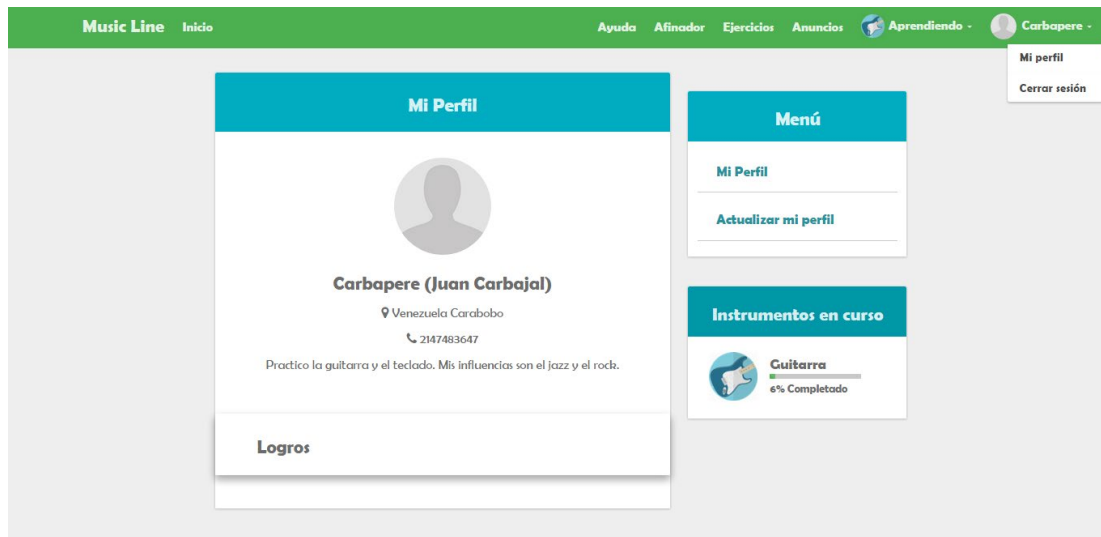 Music Line Inicio Ayuda Afinador Ejercicios Anuncios Aprendiendo Carbapere
Mi perfil
Cerrar sesión
Mi Perfil
Carbapere (Juan Carbajal)
Venezuela Carabobo
2147483647
Practico la guitarra y el teclado. Mis influencias son el jazz y el rock.
Logros
Menú
Mi Perfil
Actualizar mi perfil
Instrumentos en curso
Guitarra
6% Completado